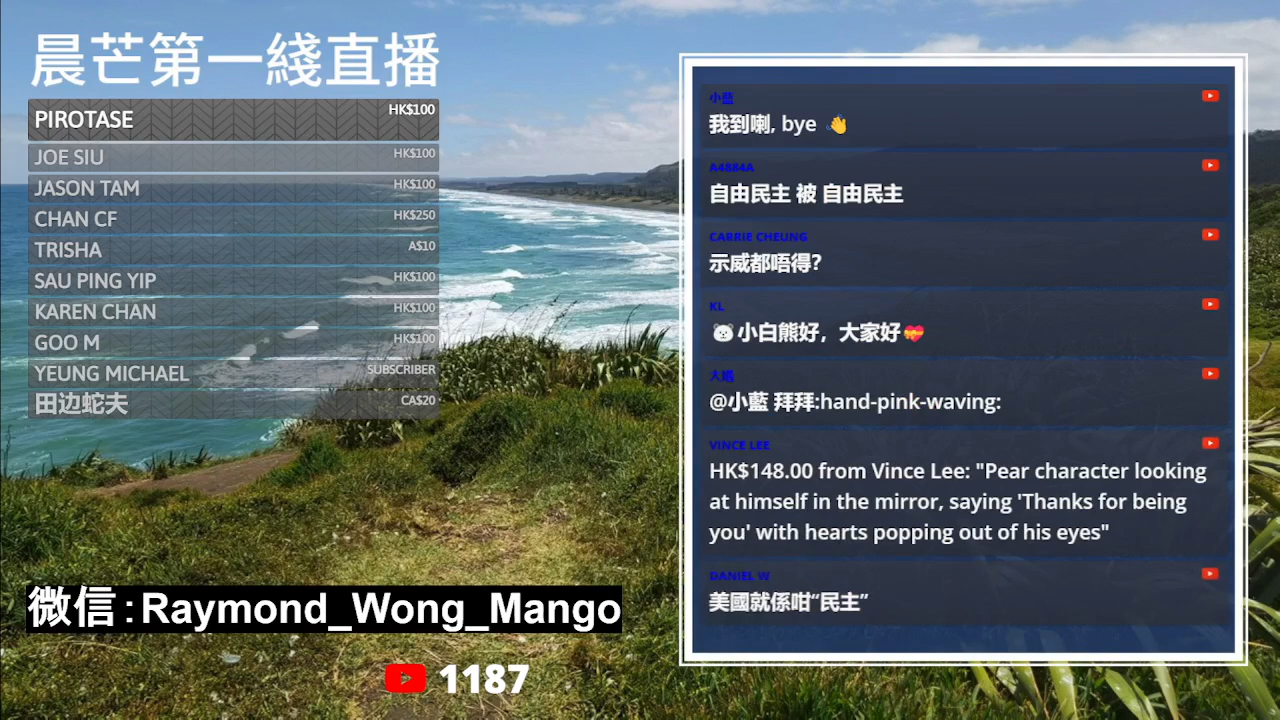 晨芒第一綫直播
PIROTASE HK$100
JOE SIU HK$100
JASON TAM HK$100
CHAN CF HK$250
TRISHA A$10
SAU PING YIP HK$100
KAREN CHAN HK$100
GOO M HK$100
YEUNG MICHAEL SUBSCRIBER
田边蛇夫 CA$20
微信:Raymond_Wong_Mango
1187
小藍
我到喇, bye 👋
A4884A
自由民主 被 自由民主
CARRIE CHEUNG
示威都唔得?
KL
🐻‍❄️小白熊好，大家好💝
@小藍 拜拜:hand-pink-waving:
VINCE LEE
HK$148.00 from Vince Lee: "Pear character looking
at himself in the mirror, saying 'Thanks for being
you' with hearts popping out of his eyes"
DANIEL W
美國就係咁“民主”